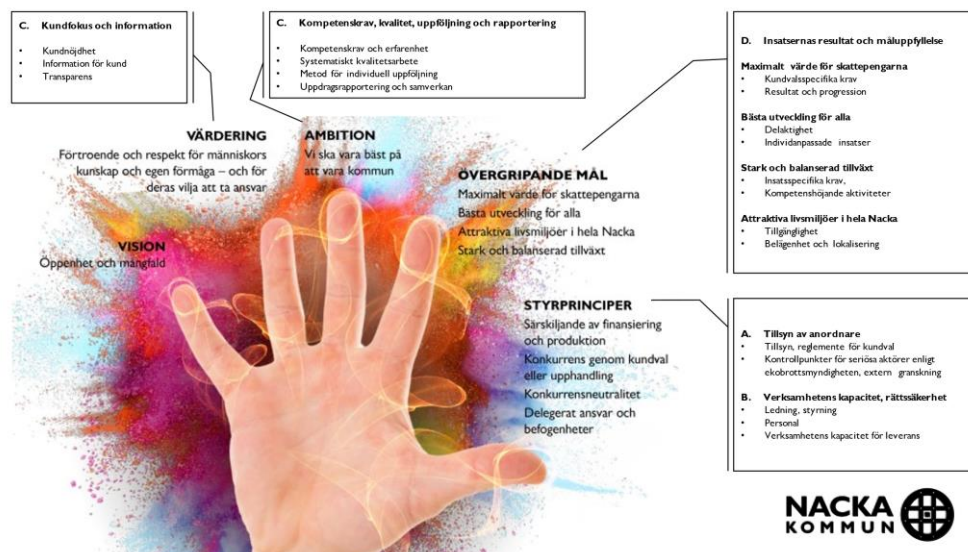 C. Kundfokus och information
• Kundnöjdhet
• Information för kund
• Transparens
C. Kompetenskrav, kvalitet, uppföljning och rapportering
• Kompetenskrav och erfarenhet
• Systematiskt kvalitetsarbete
• Metod för individuell uppföljning
• Uppdragsrapportering och samverkan
D. Insatsernas resultat och måluppfyllelse
Maximalt värde för skattepengarna
• Kundvalsspecifika krav
• Resultat och progression
Bästa utveckling för alla
• Delaktighet
• Individanpassade insatser
Stark och balanserad tillväxt
• Insatsspecifika krav,
• Kompetenshöjande aktiviteter
Attraktiva livsmiljöer i hela Nacka
• Tillgänglighet
• Belägenhet och lokalisering
VÄRDERING
Förtroende och respekt för människors
kunskap och egen förmåga – och för
deras vilja att ta ansvar
AMBITION
Vi ska vara bäst på
att vara kommun
ÖVERGRIPANDE MÅL
Maximalt värde för skattepengarna
Bästa utveckling för alla
Attraktiva livsmiljöer i hela Nacka
Stark och balanserad tillväxt
VISION
Öppenhet och mångfald
STYRPRINCIPER
Särskiljande av finansiering
och produktion
Konkurrens genom kundval
eller upphandling
Konkurrensneutralitet
Delegerat ansvar och
befogenheter
A. Tillsyn av anordnare
• Tillsyn, reglemente för kundval
• Kontrollpunkter för seriösa aktörer enligt
ekobrottsmyndigheten, extern granskning
B. Verksamhetens kapacitet, rättssäkerhet
• Ledning, styrning
• Personal
• Verksamhetens kapacitet för leverans
NACKA
KOMMUN